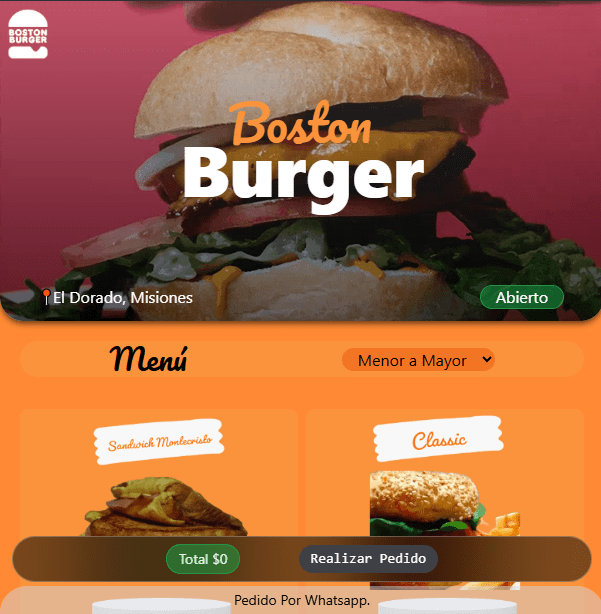 BOSTON
BURGER
Boston
Burger
📍El Dorado, Misiones
Abierto
Menú
Menor a Mayor
Sandwich Montecristo
Classic
Total $0
Realizar Pedido
Pedido Por Whatsapp.